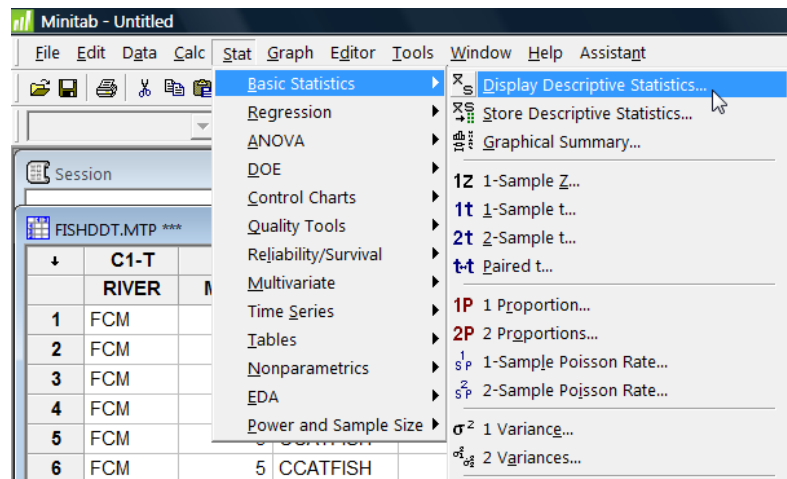 Minitab - Untitled
File Edit Data Calc Stat Graph Editor Tools Window Help Assistant
Basic Statistics
Regression
ANOVA
DOE
Control Charts
Quality Tools
Reliability/Survival
Multivariate
Time Series
Tables
Nonparametrics
EDA
Power and Sample Size
Display Descriptive Statistics...
Store Descriptive Statistics...
Graphical Summary...
1Z 1-Sample Z...
1t 1-Sample t...
2t 2-Sample t...
t-t Paired t...
1P 1 Proportion...
2P 2 Proportions...
1-Sample Poisson Rate...
2-Sample Poisson Rate...
σ² 1 Variance...
2 Variances...
Session
FISHDDT.MTP ***
↓ C1-T
RIVER
1 FCM
2 FCM
3 FCM
4 FCM
5 FCM
6 FCM 5 CCATFISH